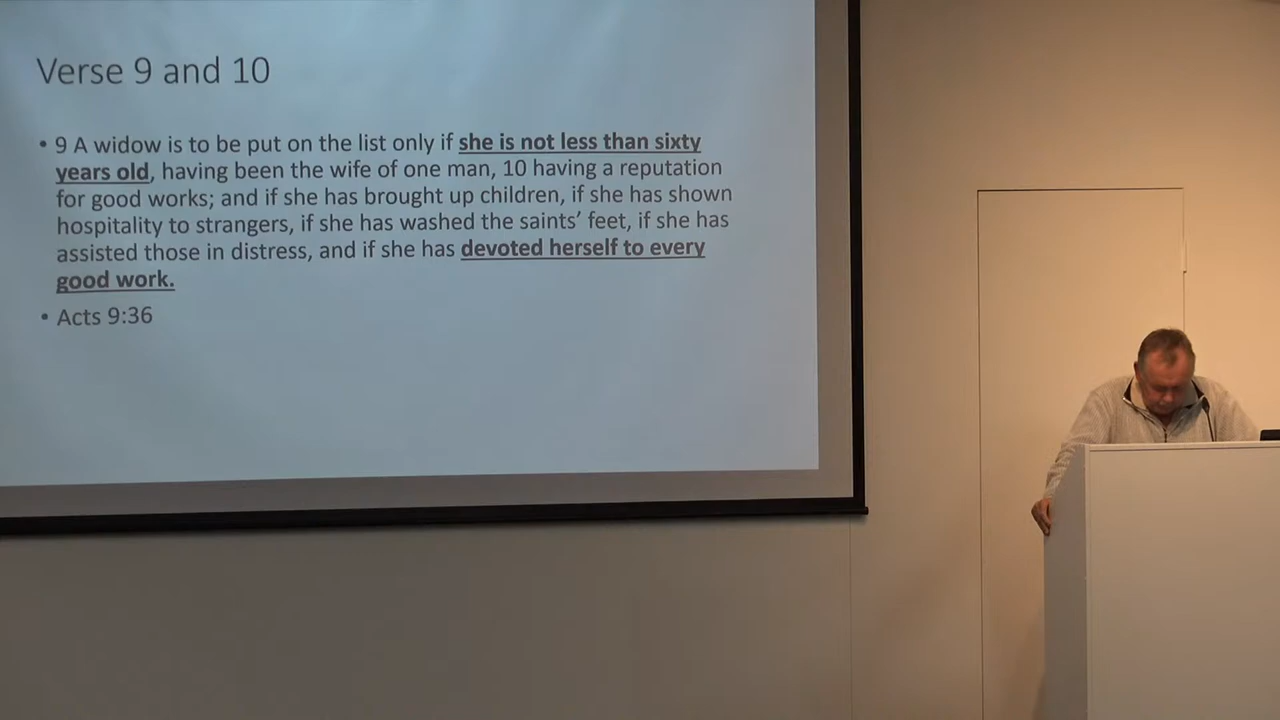 Verse 9 and 10
• 9 A widow is to be put on the list only if she is not less than sixty
years old, having been the wife of one man, 10 having a reputation
for good works; and if she has brought up children, if she has shown
hospitality to strangers, if she has washed the saints’ feet, if she has
assisted those in distress, and if she has devoted herself to every
good work.
• Acts 9:36